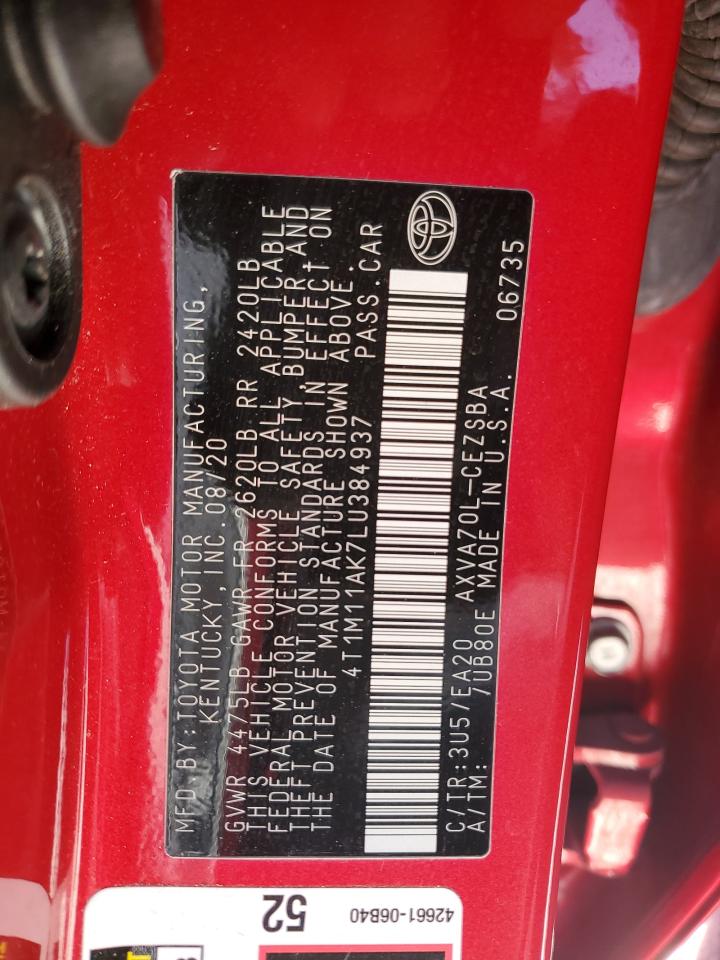 MFD.BY:TOYOTA MOTOR MANUFACTURING,
KENTUCKY, INC. 08/20
GVWR 4475LB GAWR FR 2620LB RR 2420LB
THIS VEHICLE CONFORMS TO ALL APPLICABLE
FEDERAL MOTOR VEHICLE SAFETY, BUMPER, AND
THEFT PREVENTION STANDARDS IN EFFECT ON
THE DATE OF MANUFACTURE SHOWN ABOVE.
4T1M11AK7LU384937 PASS.CAR
C/TR:3U5/EA20 AXVA70L-CEZSBA 06735
A/TM: /UB80E MADE IN U.S.A.
52
42661-06B40